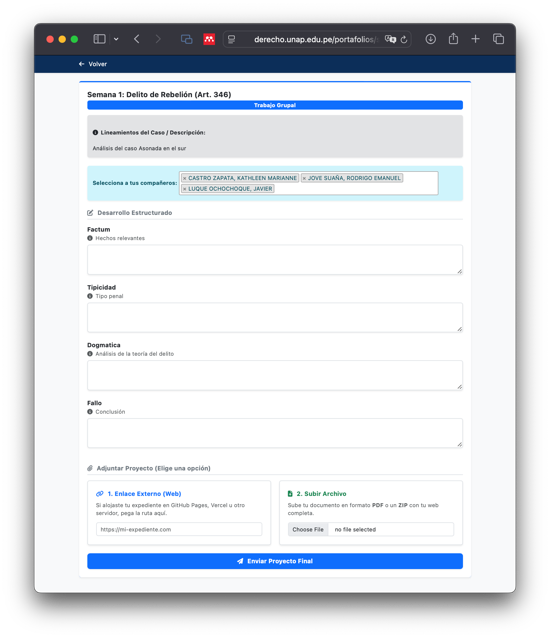 derecho.unap.edu.pe/portafolios/
← Volver
Semana 1: Delito de Rebelión (Art. 346)
Trabajo Grupal
Lineamientos del Caso / Descripción:
Análisis del caso Asonada en el sur
Selecciona a tus compañeros:
× CASTRO ZAPATA, KATHLEEN MARIANNE × JOVE SUAÑA, RODRIGO EMANUEL
× LUQUE OCHOCHOQUE, JAVIER
Desarrollo Estructurado
Factum
Hechos relevantes
Tipicidad
Tipo penal
Dogmatica
Análisis de la teoría del delito
Fallo
Conclusión
Adjuntar Proyecto (Elige una opción)
1. Enlace Externo (Web)
Si alojaste tu expediente en GitHub Pages, Vercel u otro
servidor, pega la ruta aquí.
https://mi-expediente.com
2. Subir Archivo
Sube tu documento en formato PDF o un ZIP con tu web
completa.
Choose File no file selected
Enviar Proyecto Final